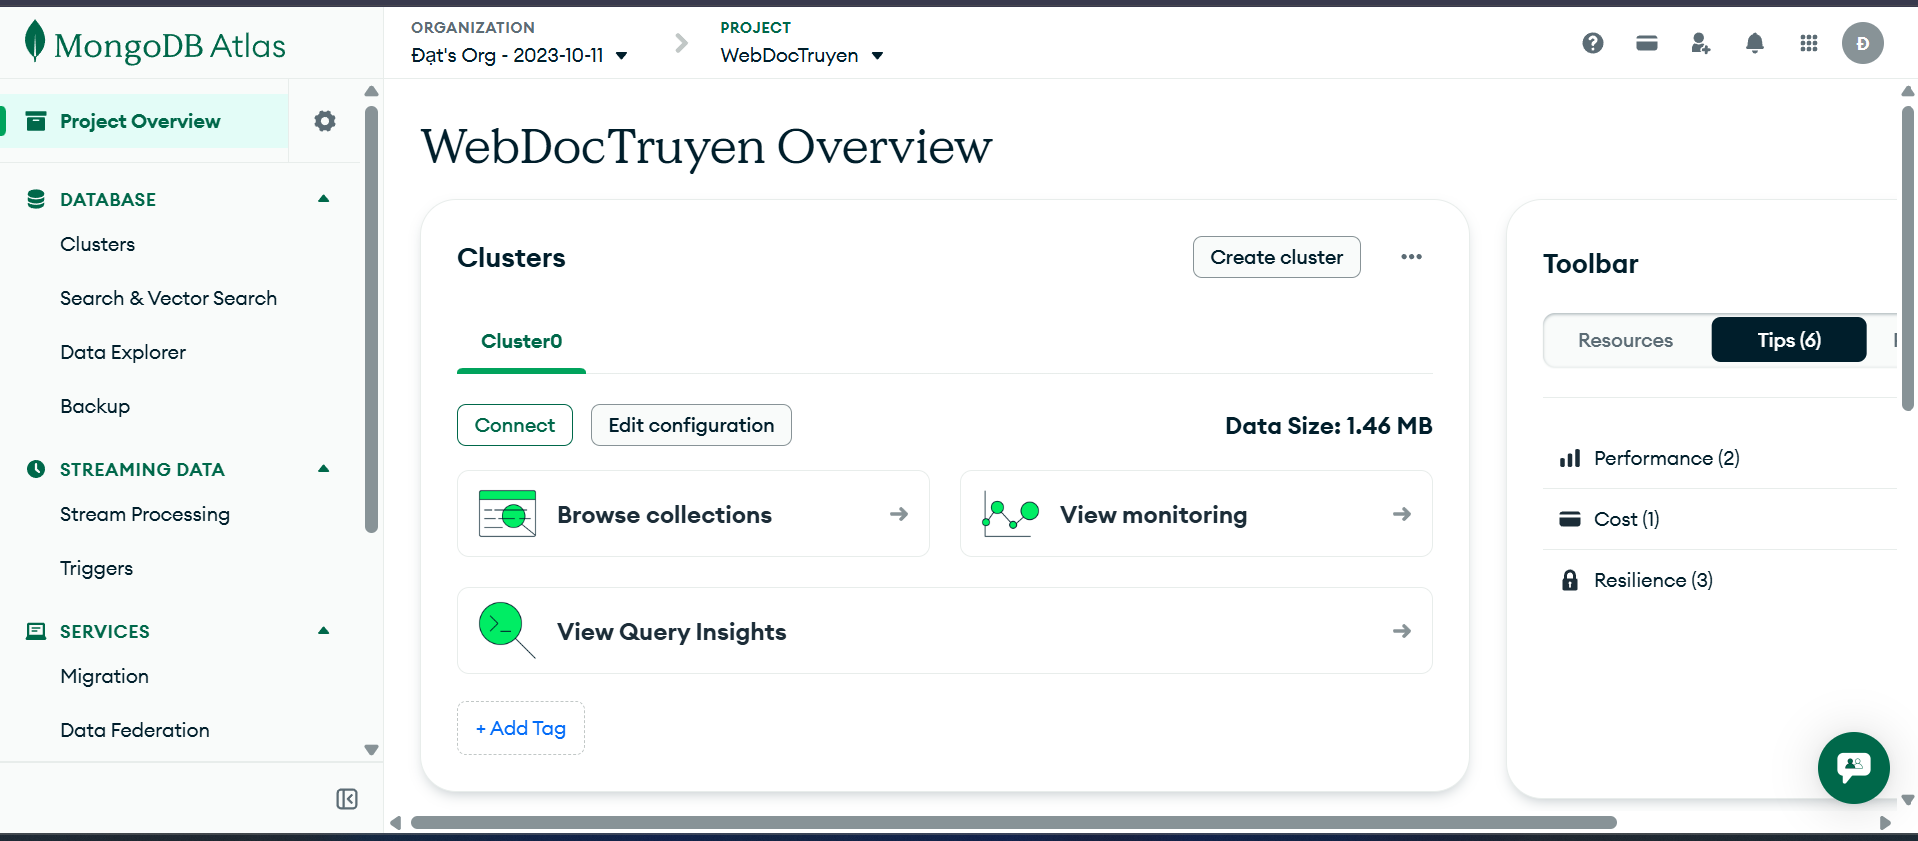 MongoDB Atlas
ORGANIZATION
Đạt's Org - 2023-10-11
PROJECT
WebDocTruyen
Đ
Project Overview
DATABASE
Clusters
Search & Vector Search
Data Explorer
Backup
STREAMING DATA
Stream Processing
Triggers
SERVICES
Migration
Data Federation
WebDocTruyen Overview
Clusters
Create cluster
Cluster0
Connect
Edit configuration
Data Size: 1.46 MB
Browse collections
View monitoring
View Query Insights
+ Add Tag
Toolbar
Resources
Tips (6)
Performance (2)
Cost (1)
Resilience (3)